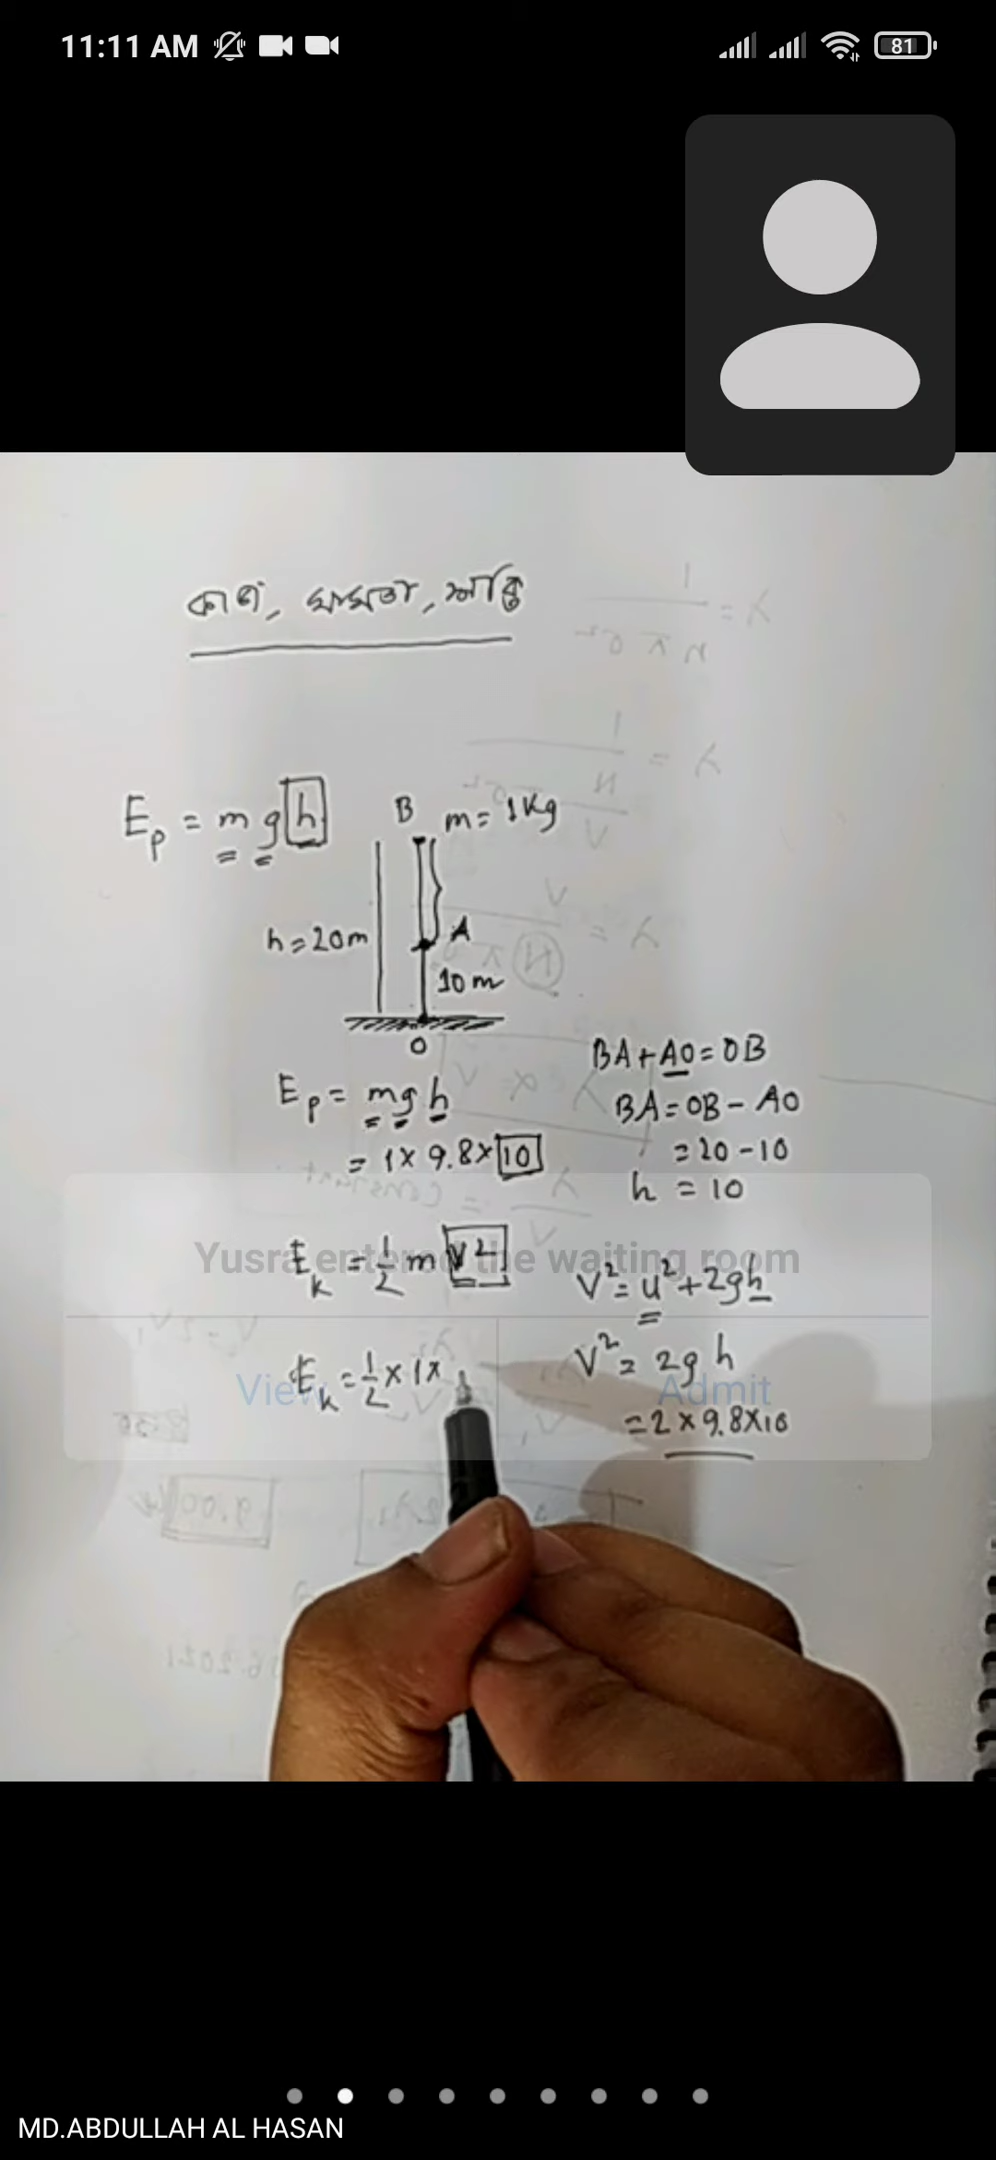 11:11 AM
81
কাজ, ক্ষমতা, শক্তি
Ep = mgh
B m = 1kg
h = 20m
A
10m
O
BA + AO = OB
Ep = mgh
BA = OB - AO
= 1 × 9.8 × 10
= 20 - 10
h = 10
Yusra entered the waiting room
Ek = ½ m v²
v² = u² + 2gh
Ek = ½ × 1 ×
v² = 2gh
View
Admit
= 2 × 9.8 × 10
MD.ABDULLAH AL HASAN